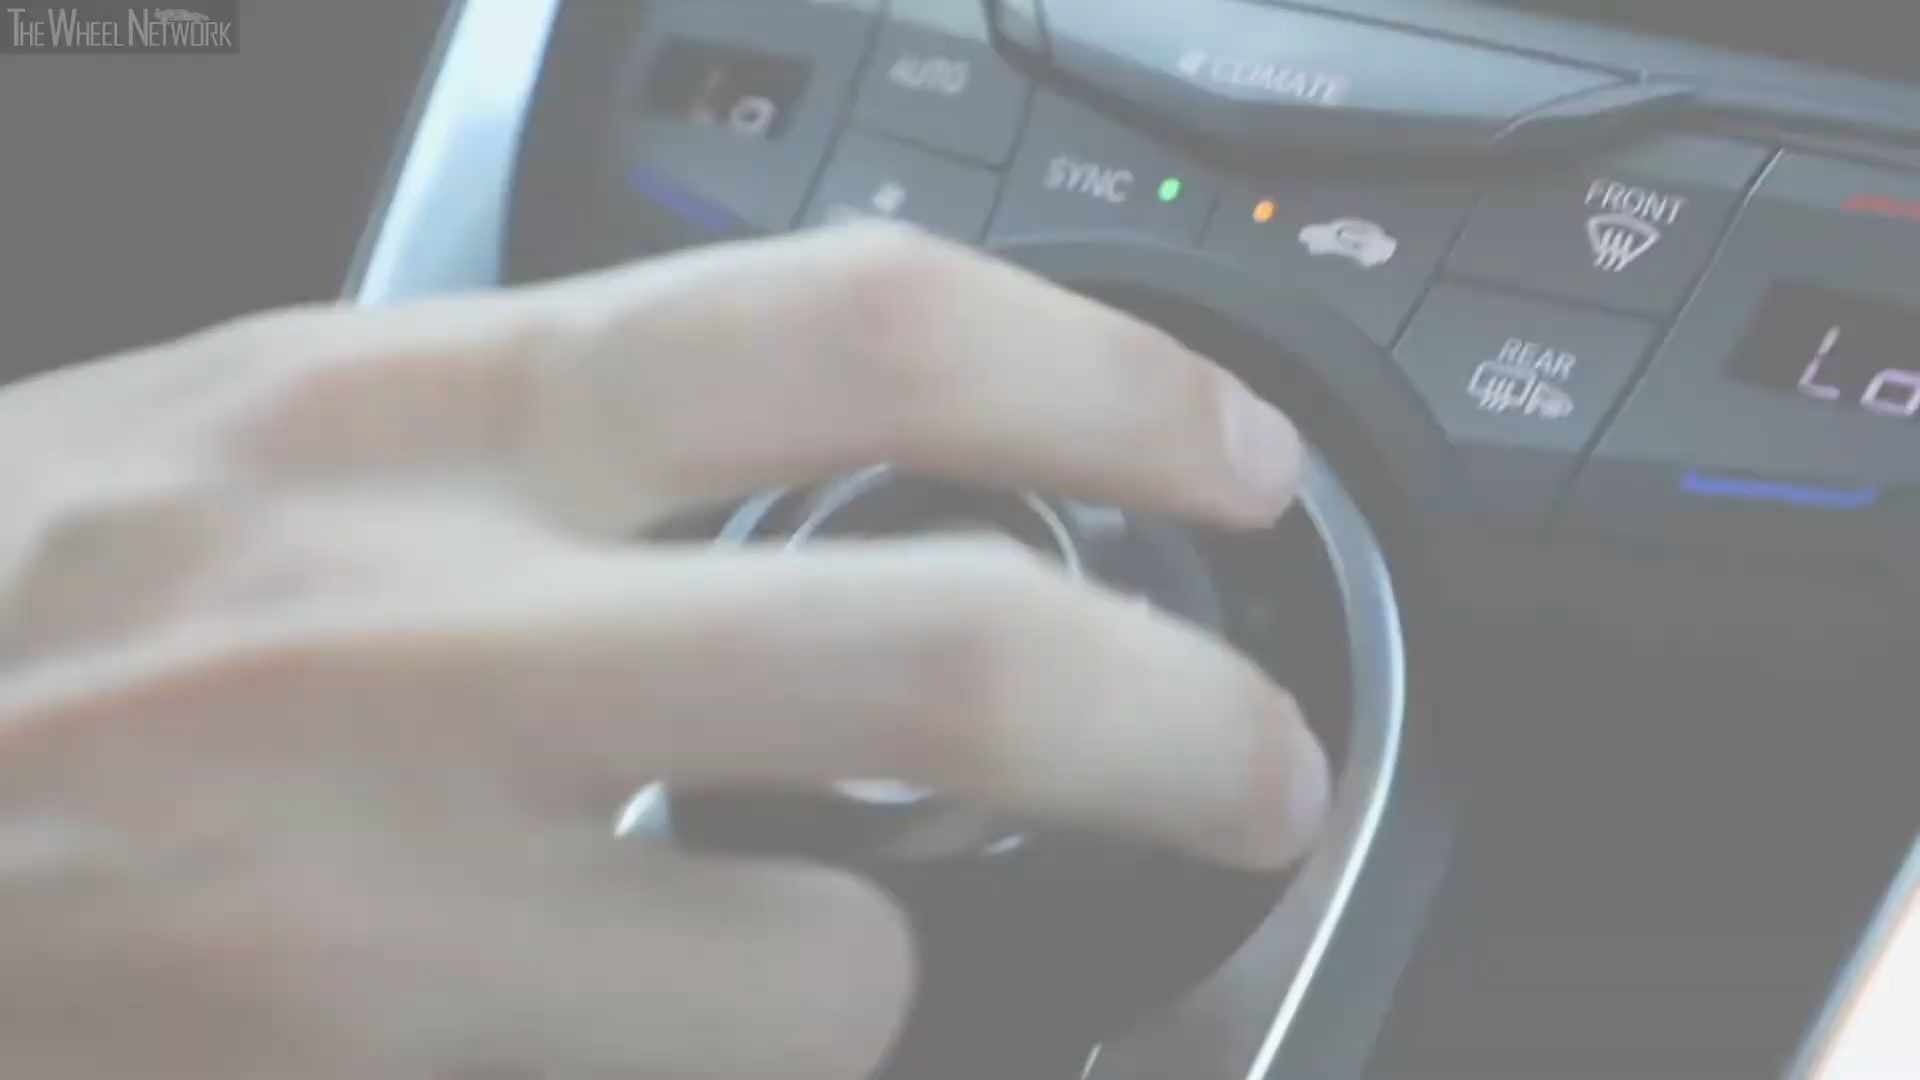 THE WHEEL NETWORK
Lo
AUTO
CLIMATE
SYNC
FRONT
REAR
Lo